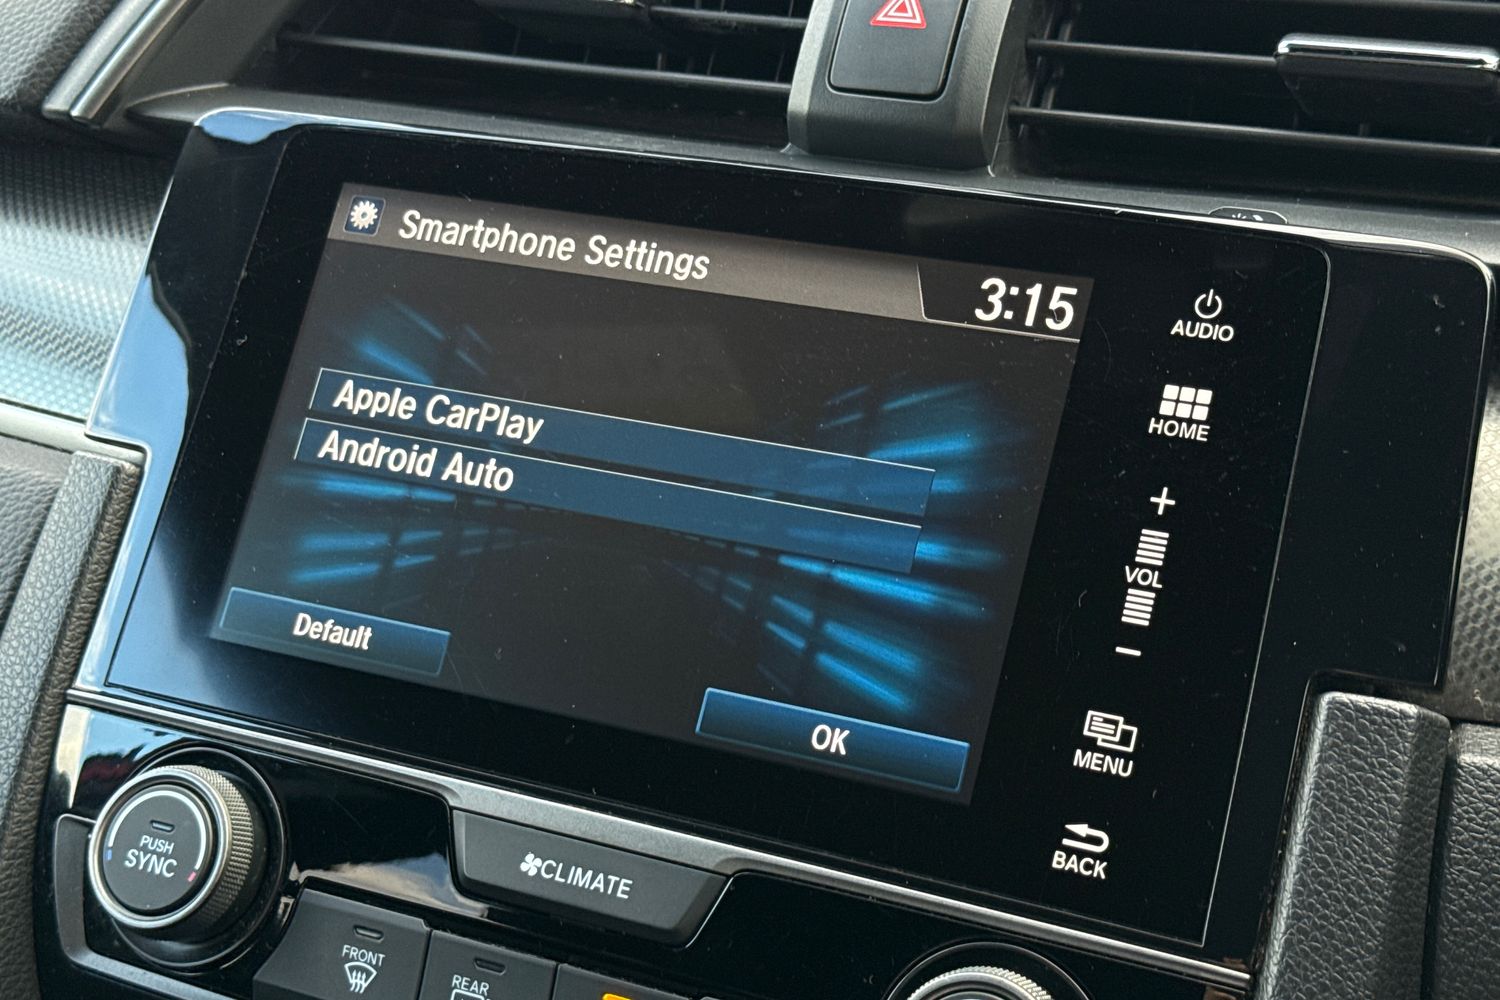 Smartphone Settings
3:15
Apple CarPlay
Android Auto
Default
OK
AUDIO
HOME
+
VOL
−
MENU
BACK
PUSH
SYNC
CLIMATE
FRONT
REAR